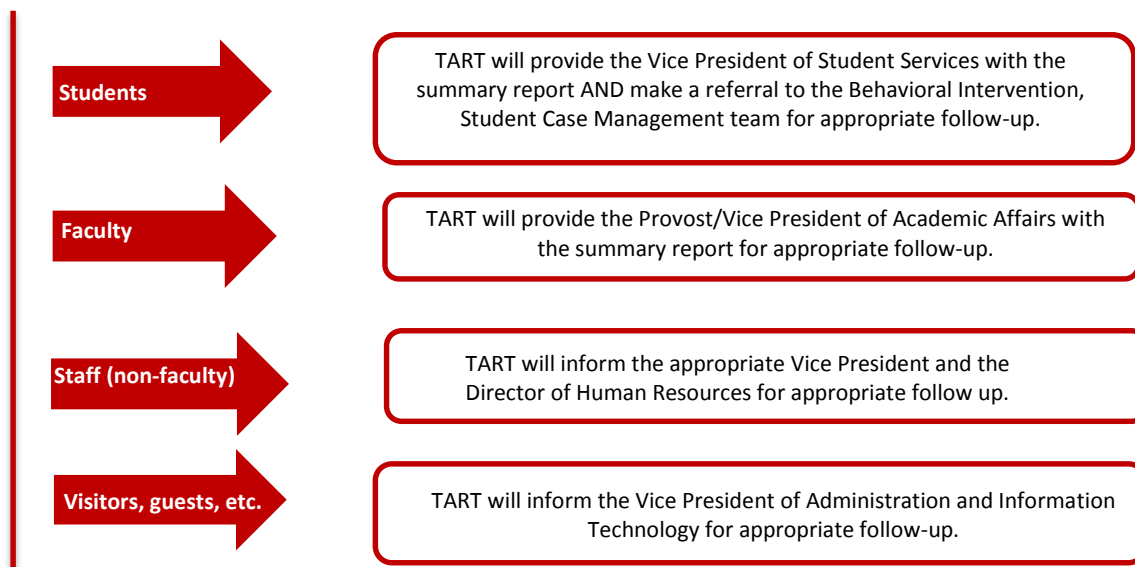 Students
TART will provide the Vice President of Student Services with the
summary report AND make a referral to the Behavioral Intervention,
Student Case Management team for appropriate follow-up.
Faculty
TART will provide the Provost/Vice President of Academic Affairs with
the summary report for appropriate follow-up.
Staff (non-faculty)
TART will inform the appropriate Vice President and the
Director of Human Resources for appropriate follow up.
Visitors, guests, etc.
TART will inform the Vice President of Administration and Information
Technology for appropriate follow-up.